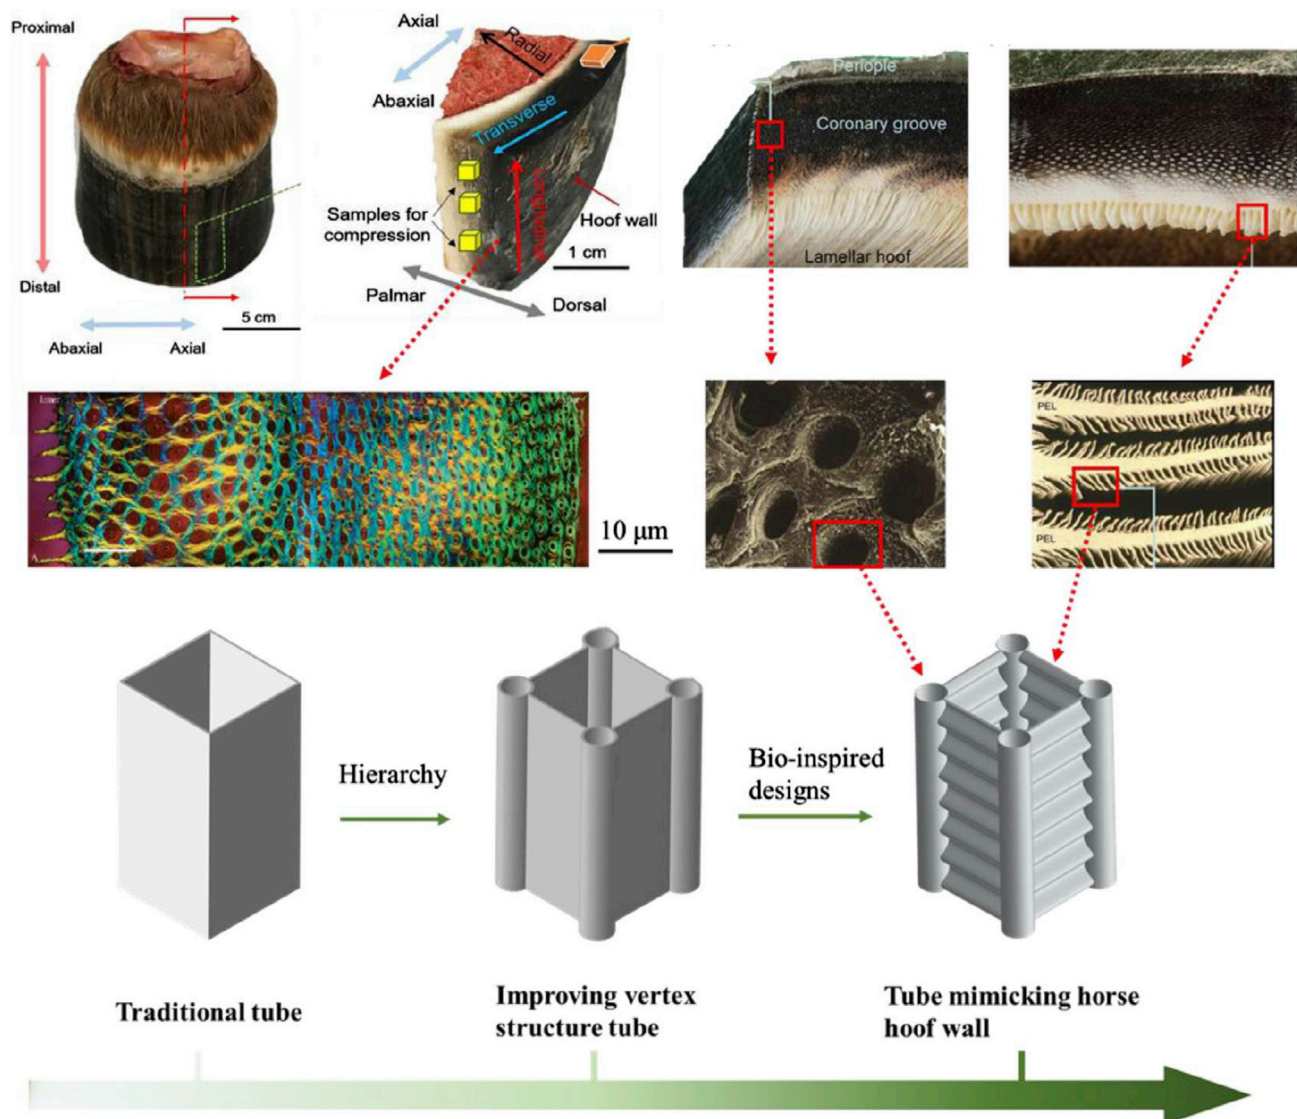 Proximal
Distal
Abaxial
Axial
5 cm
Axial
Abaxial
Radial
Transverse
Longitudinal
Samples for
compression
Hoof wall
1 cm
Palmar
Dorsal
Periople
Coronary groove
Lamellar hoof
Inner
A
10 μm
PEL
PEL
Hierarchy
Bio-inspired
designs
Traditional tube
Improving vertex
structure tube
Tube mimicking horse
hoof wall